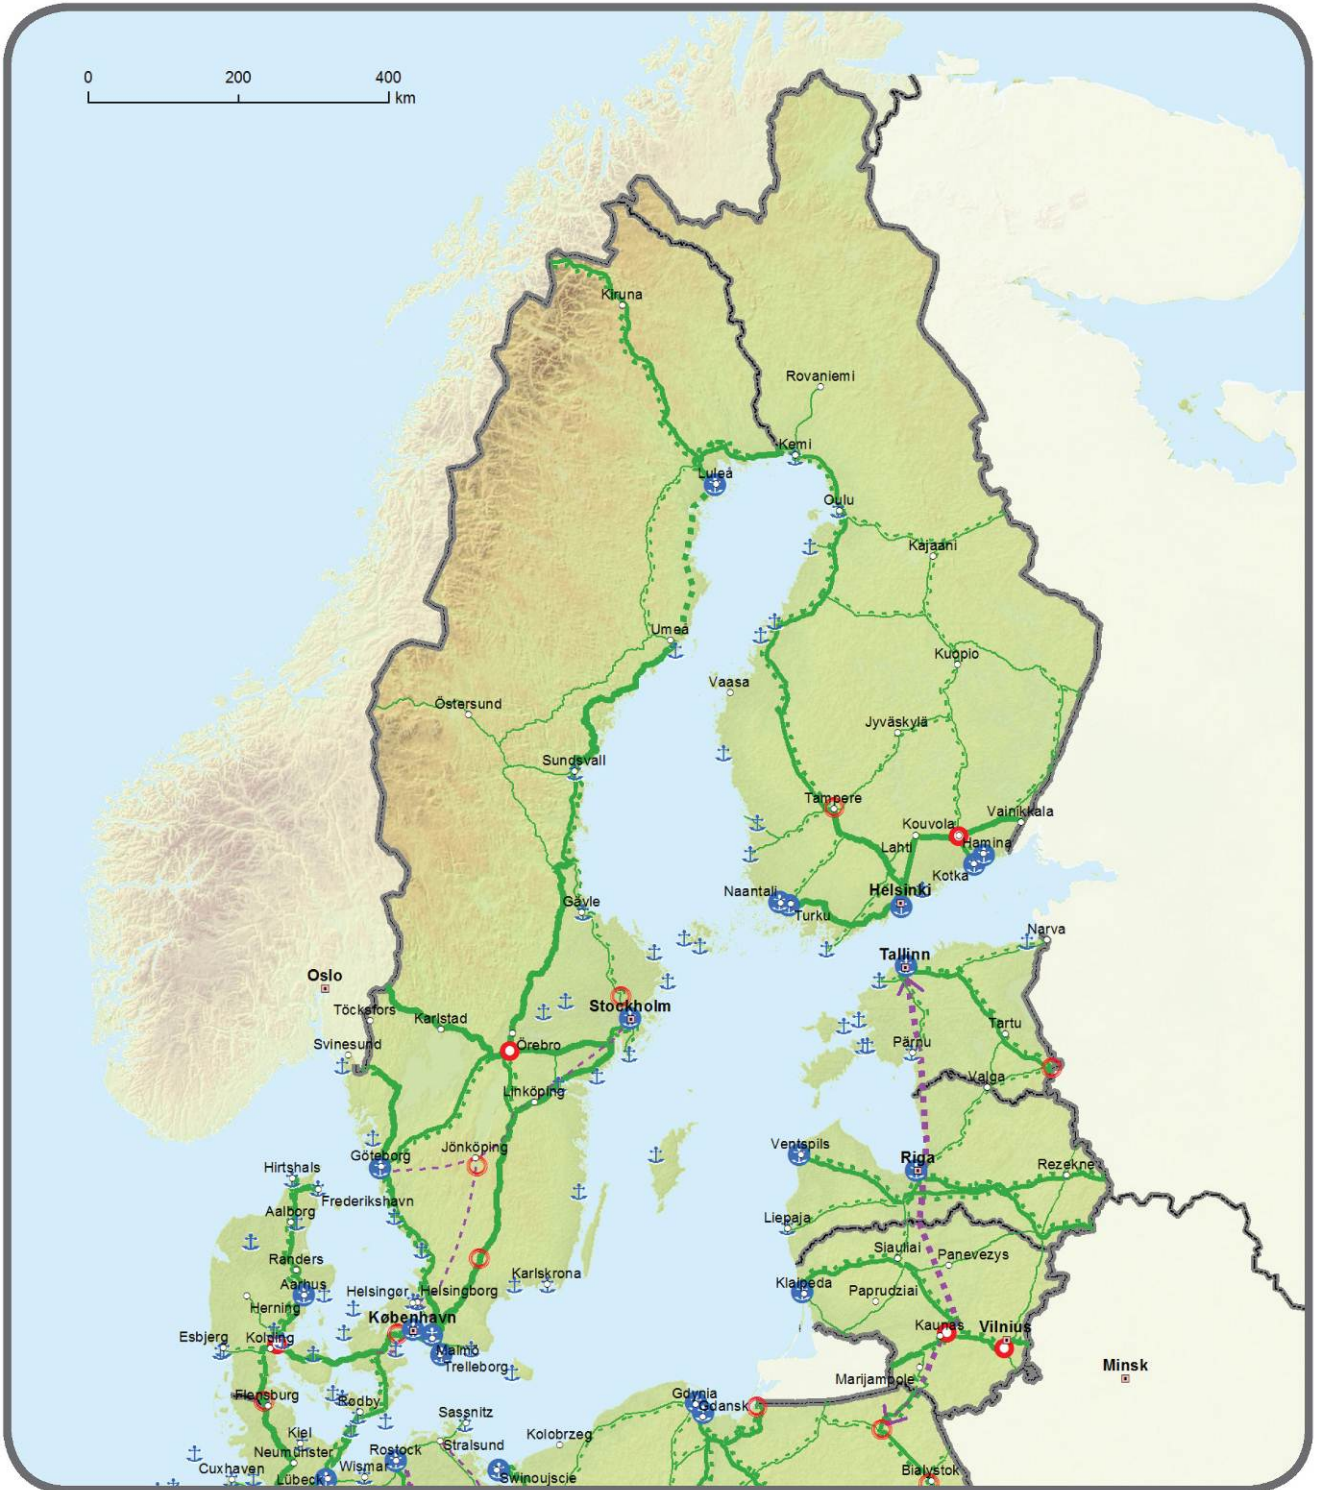 0 200 400
km
Kiruna
Rovaniemi
Kemi
Luleå
Oulu
Kajaani
Umeå
Kuopio
Vaasa
Östersund
Jyväskylä
Sundsvall
Tampere
Vainikkala
Kouvola
Lahti
Hamina
Kotka
Helsinki
Naantali
Turku
Gävle
Narva
Tallinn
Oslo
Stockholm
Töcksfors
Karlstad
Tartu
Svinesund
Örebro
Pärnu
Valga
Linköping
Jönköping
Ventspils
Göteborg
Riga
Rezekne
Hirtshals
Frederikshavn
Aalborg
Liepaja
Siauliai
Panevezys
Randers
Aarhus
Karlskrona
Klaipeda
Paprudziai
Helsingør
Helsingborg
Herning
København
Kaunas
Vilnius
Esbjerg
Kolding
Malmö
Trelleborg
Minsk
Marijampole
Flensburg
Gdynia
Gdansk
Rødby
Sassnitz
Kiel
Kolobrzeg
Stralsund
Neumünster
Rostock
Cuxhaven
Wismar
Lübeck
Swinoujscie
Bialystok